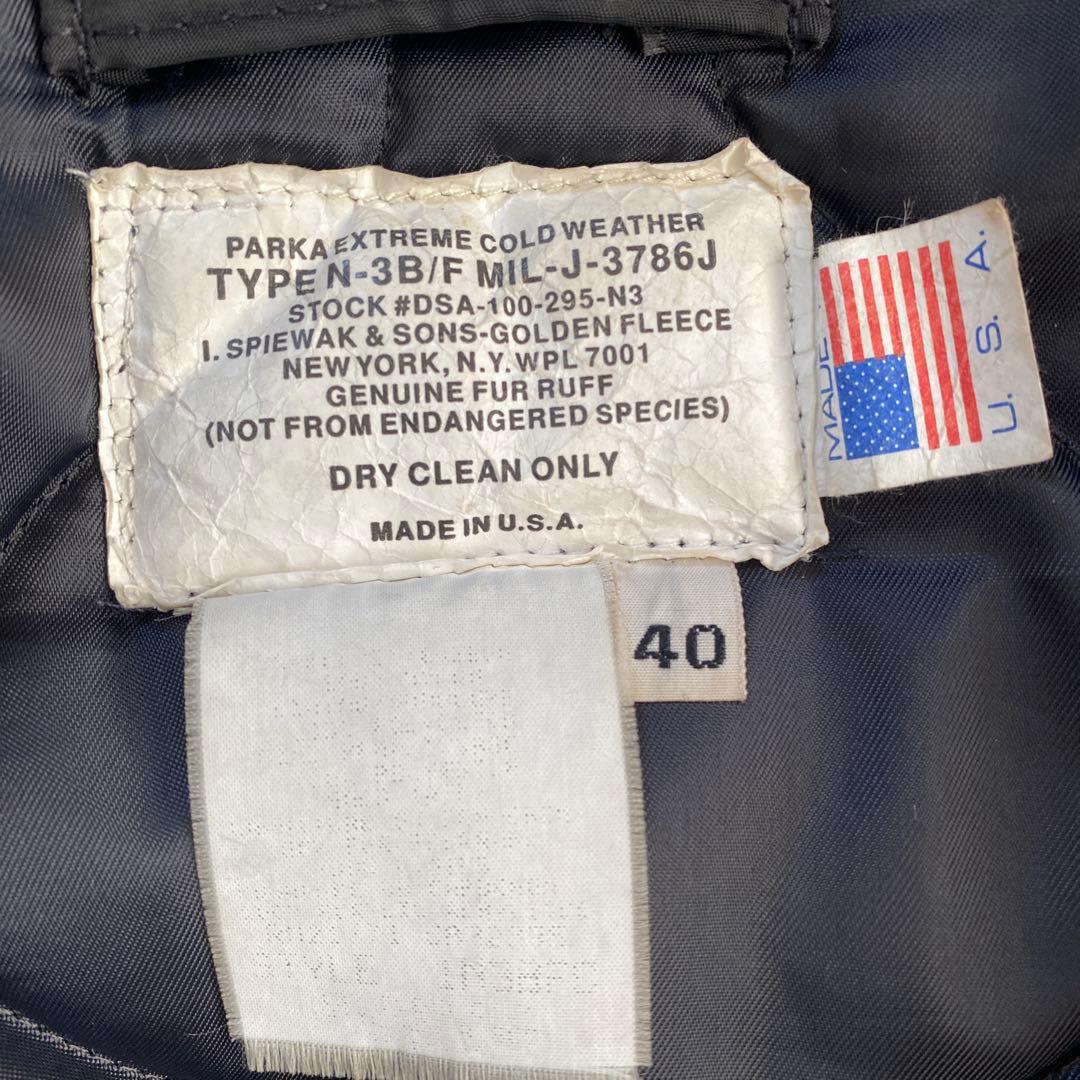 PARKA EXTREME COLD WEATHER
TYPE N-3B/F MIL-J-3786J
STOCK #DSA-100-295-N3
I. SPIEWAK & SONS-GOLDEN FLEECE
NEW YORK, N.Y. WPL 7001
GENUINE FUR RUFF
(NOT FROM ENDANGERED SPECIES)
DRY CLEAN ONLY
MADE IN U.S.A.
MADE
U. S. A.
40